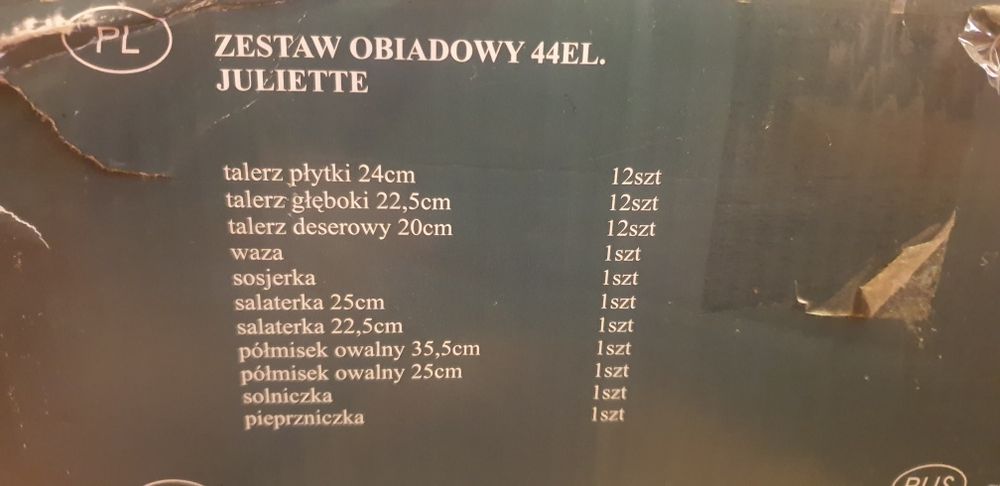 PL
ZESTAW OBIADOWY 44EL.
JULIETTE
talerz płytki 24cm 12szt
talerz głęboki 22,5cm 12szt
talerz deserowy 20cm 12szt
waza 1szt
sosjerka 1szt
salaterka 25cm 1szt
salaterka 22,5cm 1szt
półmisek owalny 35,5cm 1szt
półmisek owalny 25cm 1szt
solniczka 1szt
pieprzniczka 1szt
RUS